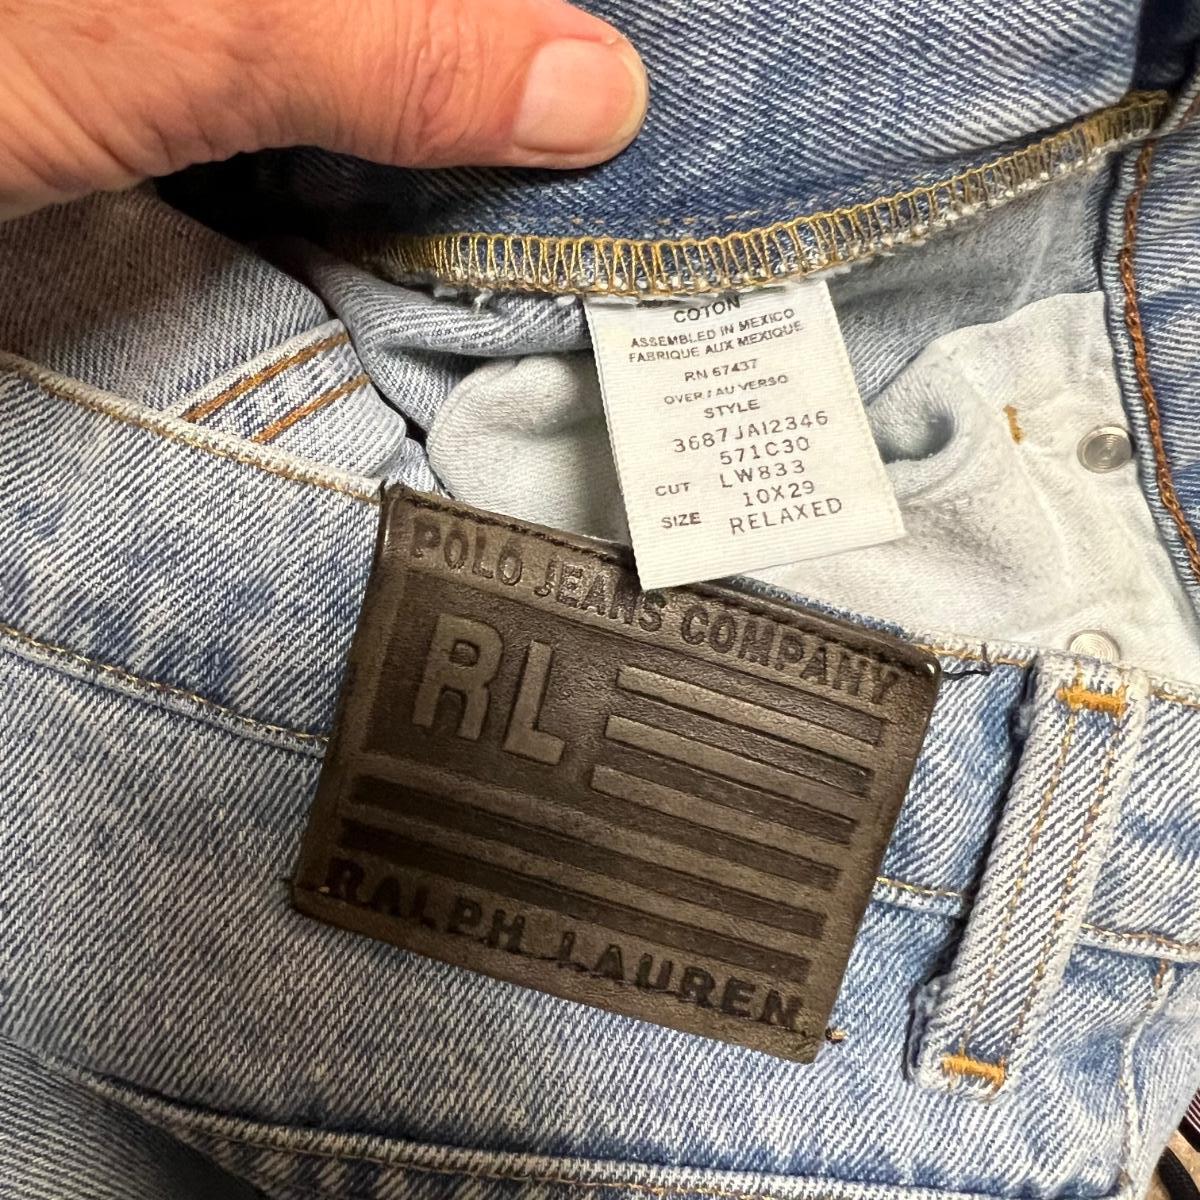 COTON
ASSEMBLED IN MEXICO
FABRIQUE AUX MEXIQUE
RN 67437
OVER / AU VERSO
STYLE
3687JAI2346
571C30
CUT LW833
SIZE 10X29
RELAXED
POLO JEANS COMPANY
RL
RALPH LAUREN